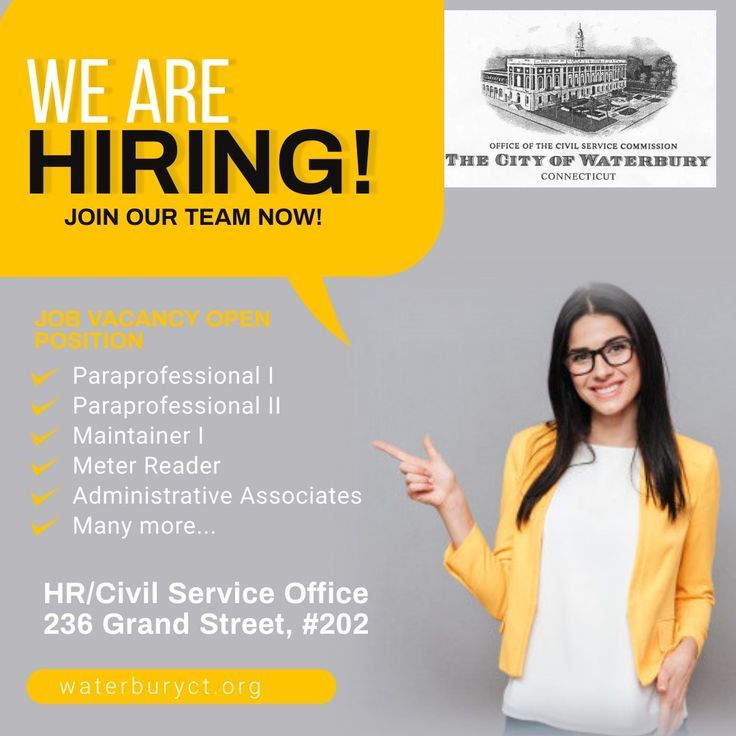 WE ARE
HIRING!
JOIN OUR TEAM NOW!
OFFICE OF THE CIVIL SERVICE COMMISSION
THE CITY OF WATERBURY
CONNECTICUT
JOB VACANCY OPEN
POSITION
Paraprofessional I
Paraprofessional II
Maintainer I
Meter Reader
Administrative Associates
Many more...
HR/Civil Service Office
236 Grand Street, #202
waterburyct.org